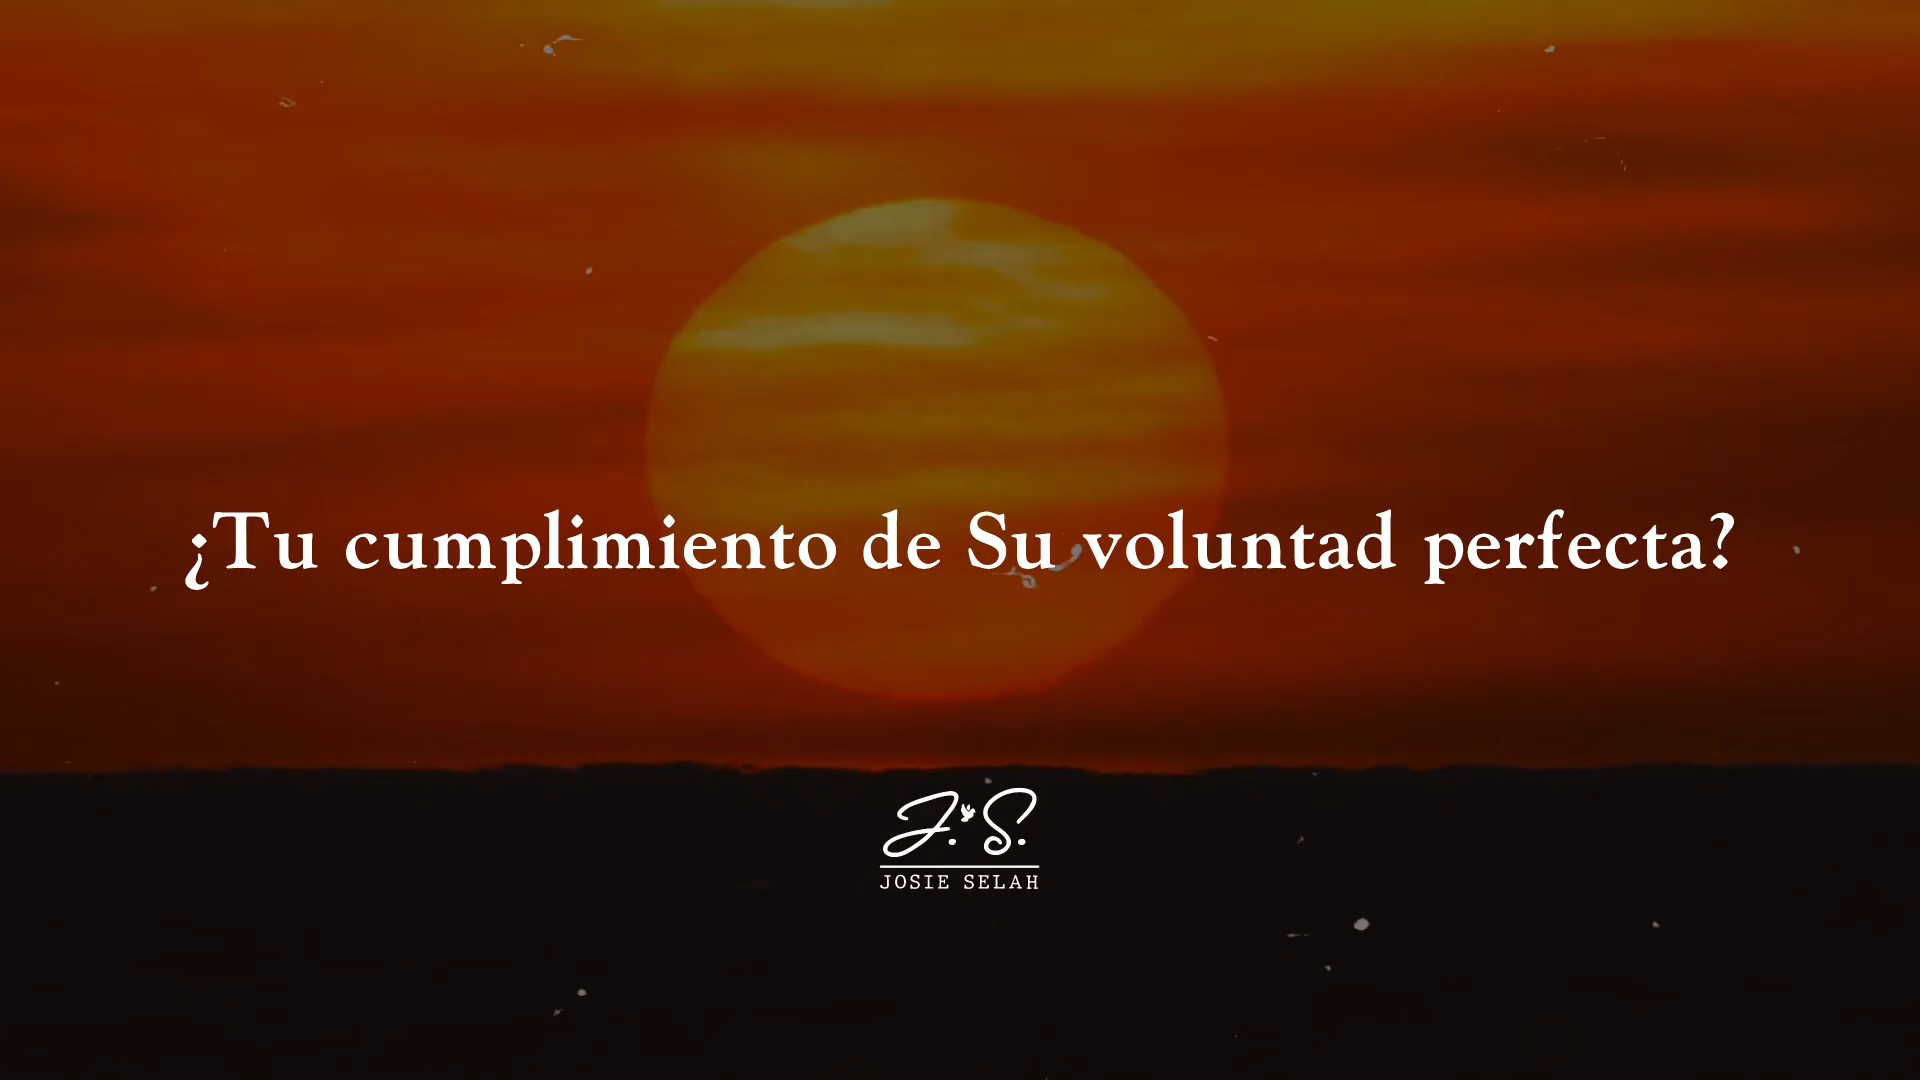 ¿Tu cumplimiento de Su voluntad perfecta?
J. S.
JOSIE SELAH